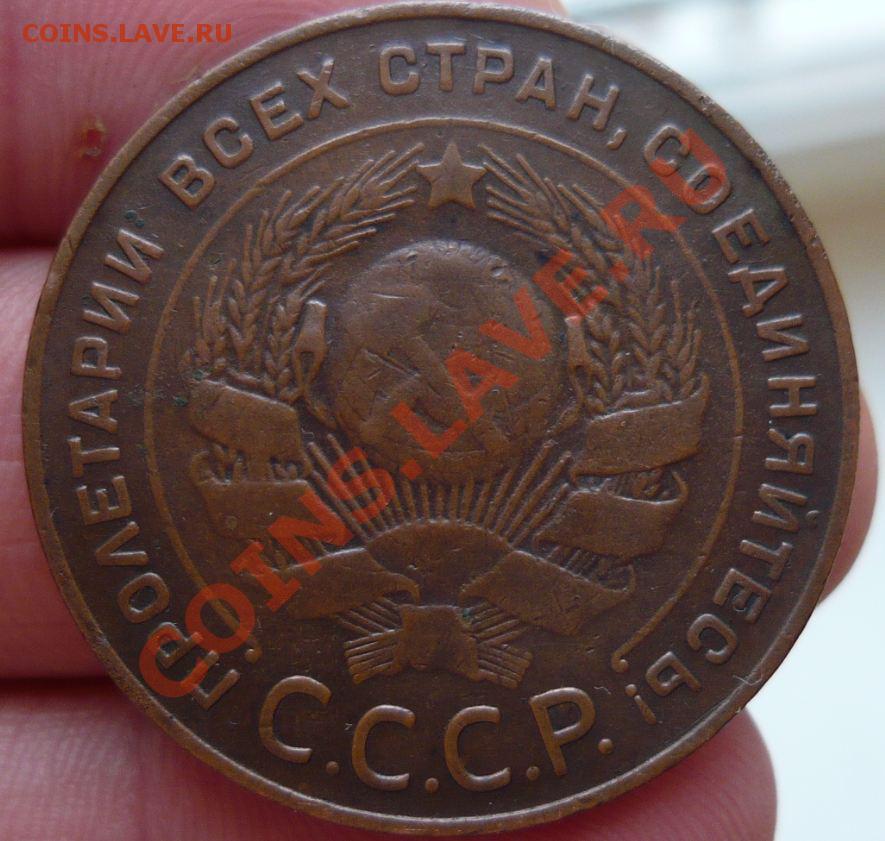 COINS.LAVE.RU
ПРОЛЕТАРИИ ВСЕХ СТРАН, СОЕДИНЯЙТЕСЬ!
С.С.С.Р.
COINS.LAVE.RU